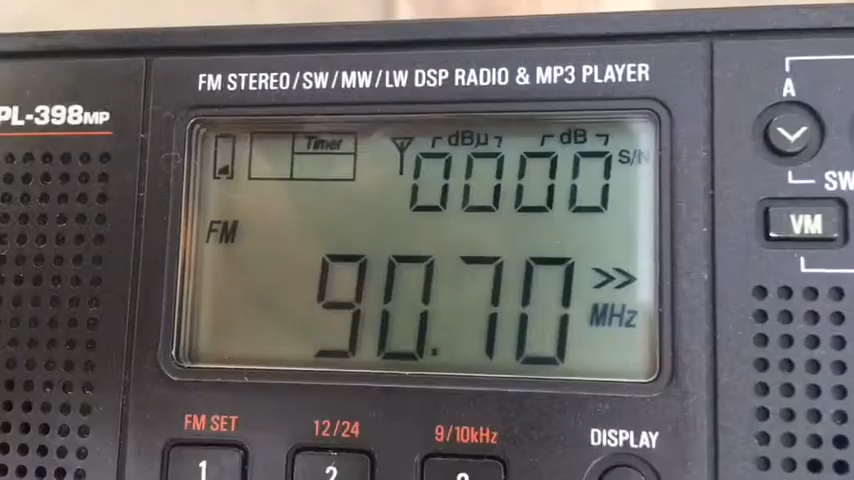 FM STEREO/SW/MW/LW DSP RADIO & MP3 PLAYER
PL-398MP
A
Timer
dBµ
dB
0000
S/N
SW
VM
FM
90.70
>>
MHz
FM SET
12/24
9/10kHz
DISPLAY
1
2